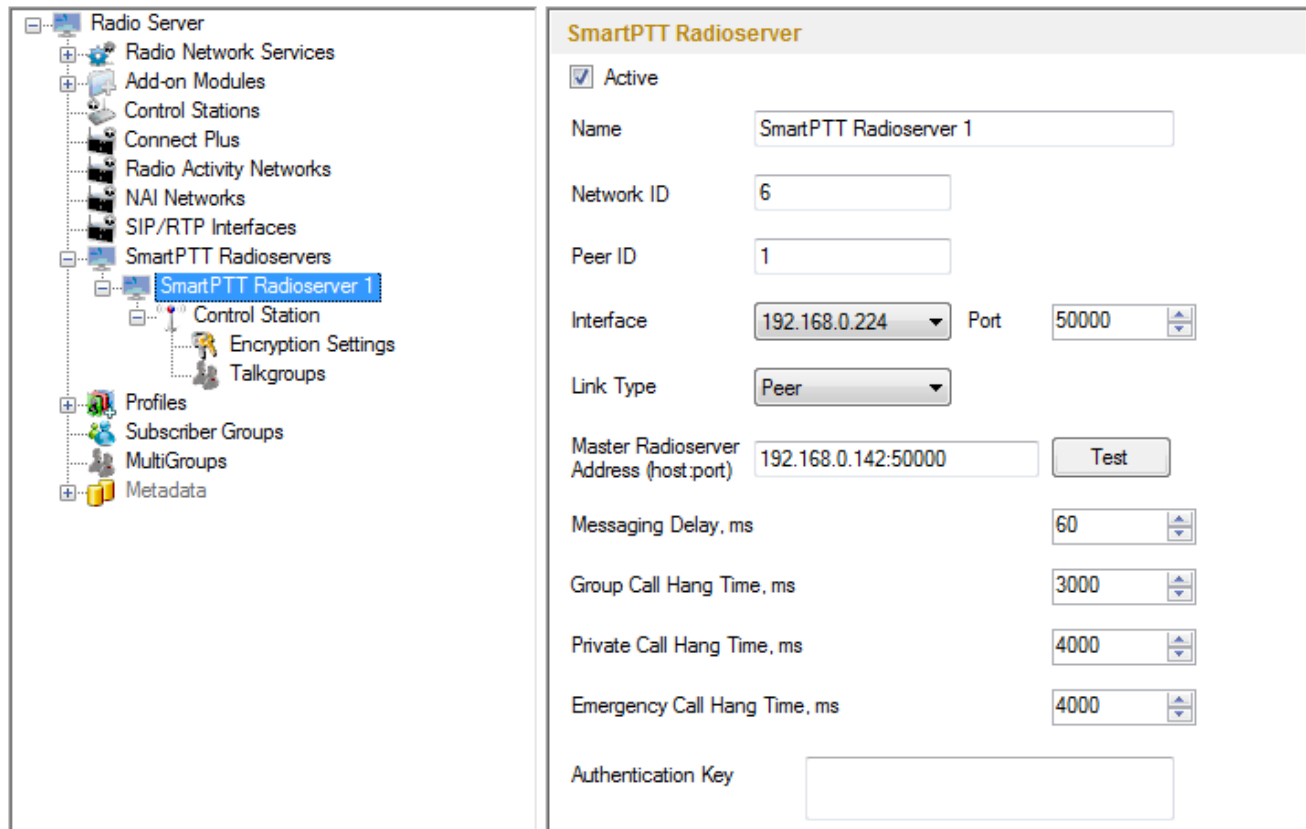 Radio Server
Radio Network Services
Add-on Modules
Control Stations
Connect Plus
Radio Activity Networks
NAI Networks
SIP/RTP Interfaces
SmartPTT Radioservers
SmartPTT Radioserver 1
Control Station
Encryption Settings
Talkgroups
Profiles
Subscriber Groups
MultiGroups
Metadata
SmartPTT Radioserver
Active
Name SmartPTT Radioserver 1
Network ID 6
Peer ID 1
Interface 192.168.0.224 Port 50000
Link Type Peer
Master Radioserver
Address (host:port) 192.168.0.142:50000 Test
Messaging Delay, ms 60
Group Call Hang Time, ms 3000
Private Call Hang Time, ms 4000
Emergency Call Hang Time, ms 4000
Authentication Key